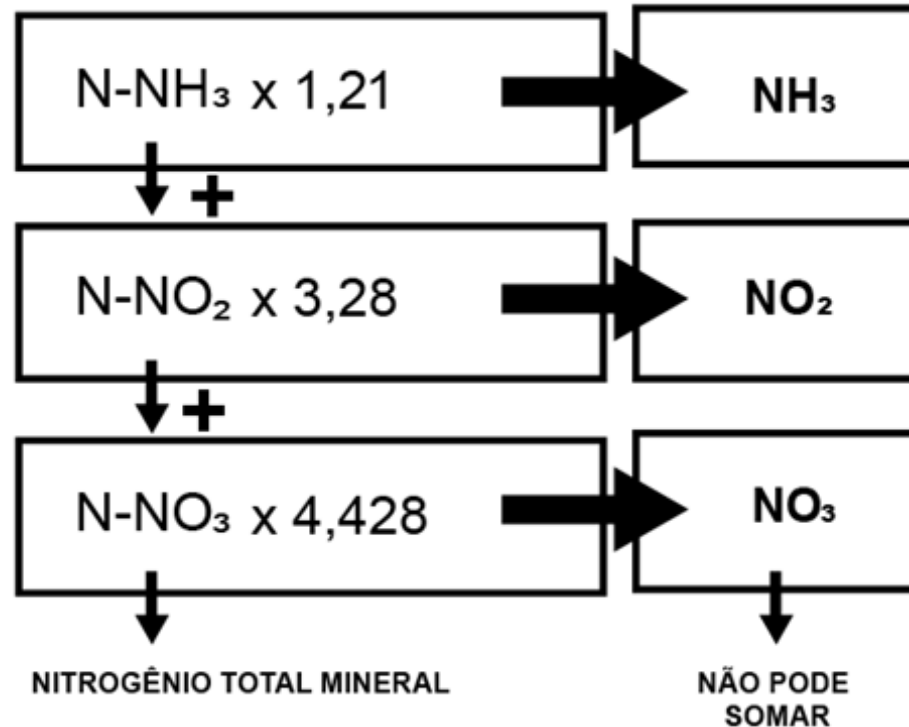 N-NH₃ x 1,21
NH₃
+
N-NO₂ x 3,28
NO₂
+
N-NO₃ x 4,428
NO₃
NITROGÊNIO TOTAL MINERAL
NÃO PODE
SOMAR